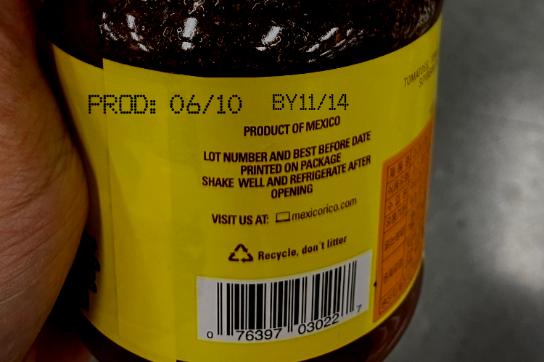 PROD: 06/10 BY11/14
PRODUCT OF MEXICO
LOT NUMBER AND BEST BEFORE DATE
PRINTED ON PACKAGE
SHAKE WELL AND REFRIGERATE AFTER
OPENING
VISIT US AT: mexicorico.com
Recycle, don't litter
0 76397 03022 7